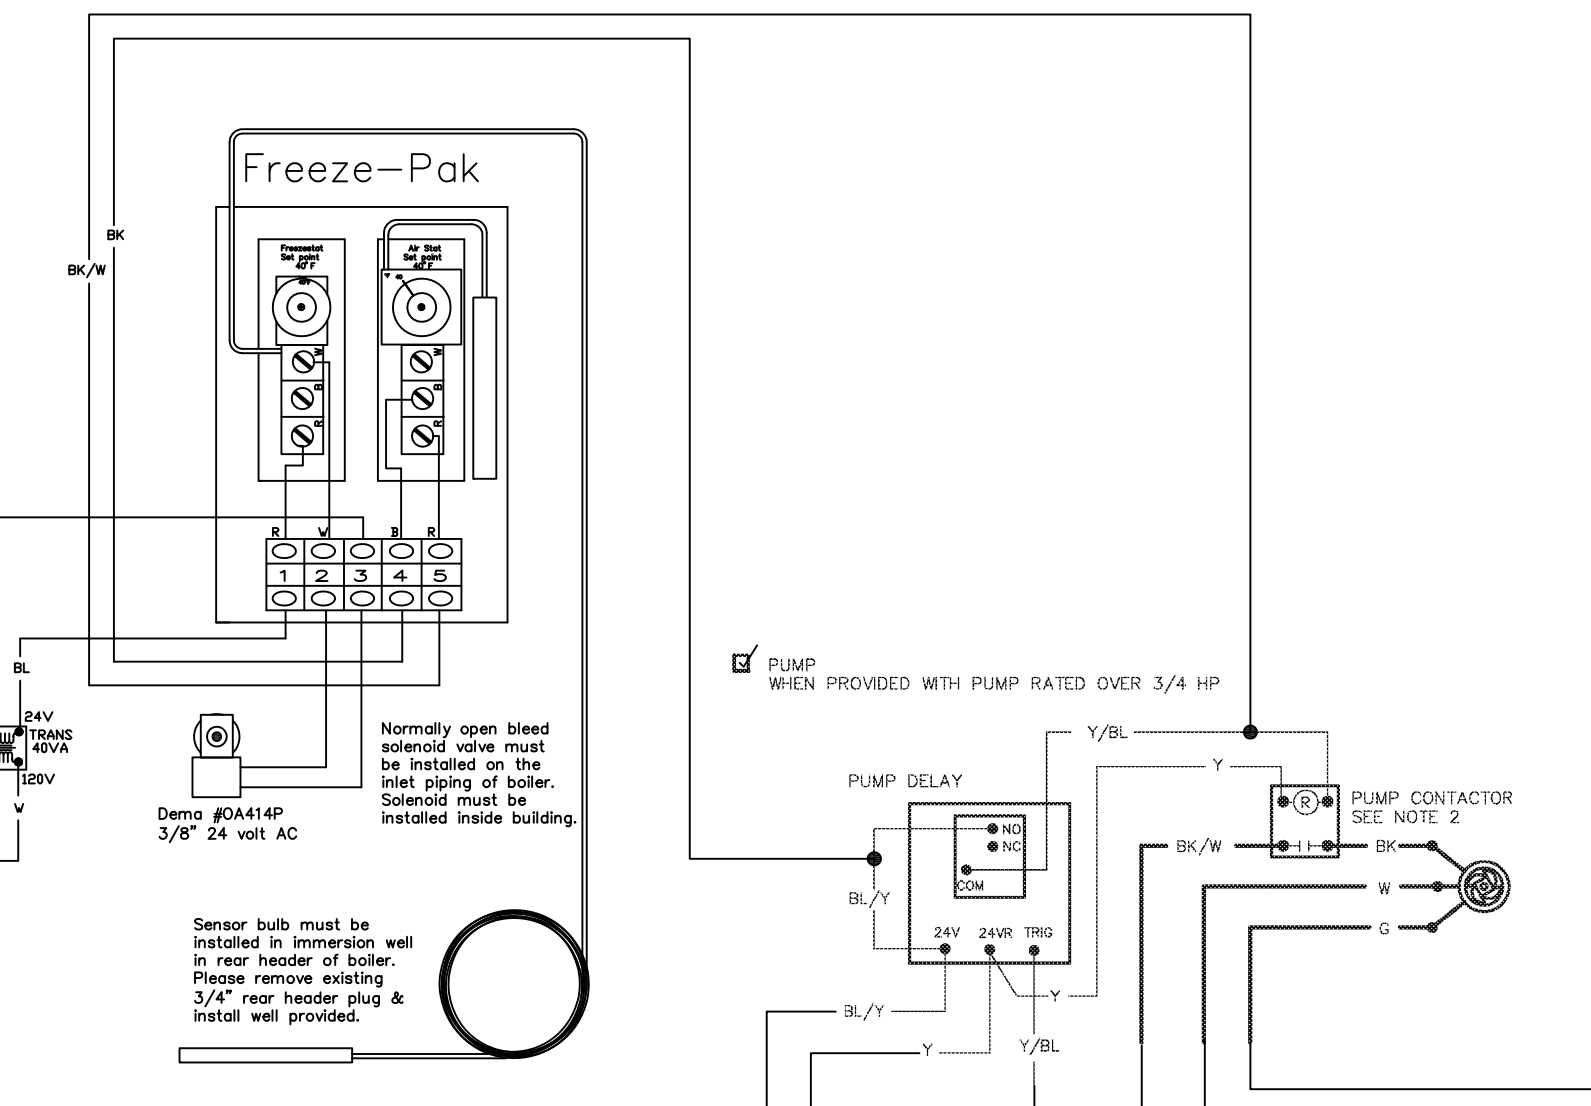 Freeze-Pak
BK
BK/W
Freezestat
Set point
40°F
Air Stat
Set point
40°F
40°F
°F 40
W
B
R
W
B
R
R W B R
1 2 3 4 5
BL
24V
TRANS
40VA
120V
W
Dema #0A414P
3/8" 24 volt AC
Normally open bleed
solenoid valve must
be installed on the
inlet piping of boiler.
Solenoid must be
installed inside building.
Sensor bulb must be
installed in immersion well
in rear header of boiler.
Please remove existing
3/4" rear header plug &
install well provided.
PUMP
WHEN PROVIDED WITH PUMP RATED OVER 3/4 HP
Y/BL
Y
PUMP DELAY
NO
NC
COM
BL/Y
24V 24VR TRIG
Y
BL/Y
Y
Y/BL
R
PUMP CONTACTOR
SEE NOTE 2
BK/W
BK
W
G